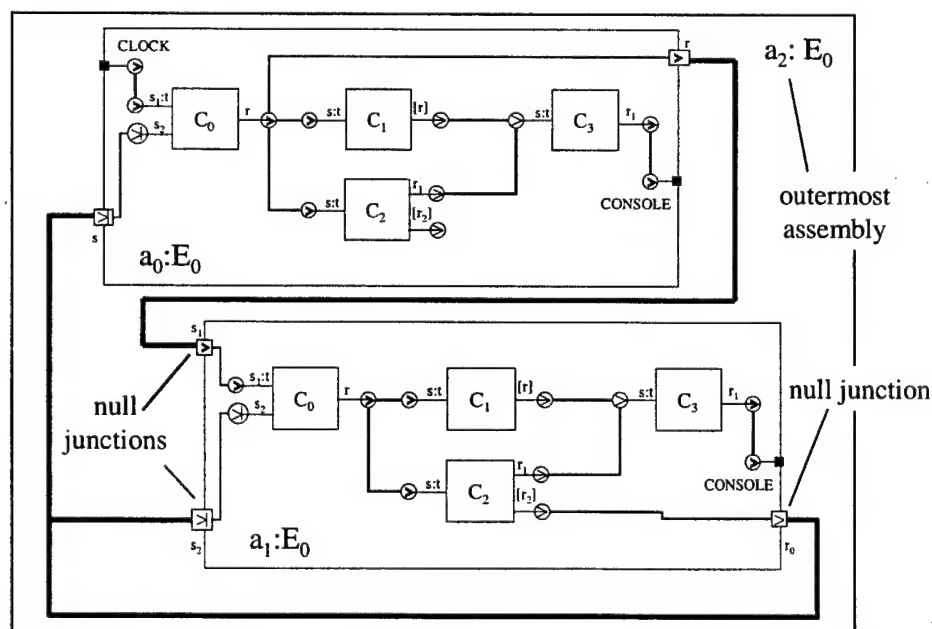 CLOCK
r
a₂: E₀
s₁:t
s₂
C₀
r
s:t
C₁
[r]
s:t
C₃
r₁
s:t
C₂
r₁
[r₂]
CONSOLE
s
a₀:E₀
outermost
assembly
s₁
s₁:t
s₂
C₀
r
s:t
C₁
[r]
s:t
C₃
r₁
null
junctions
null junction
s:t
C₂
r₁
[r₂]
CONSOLE
s₂
a₁:E₀
r₀